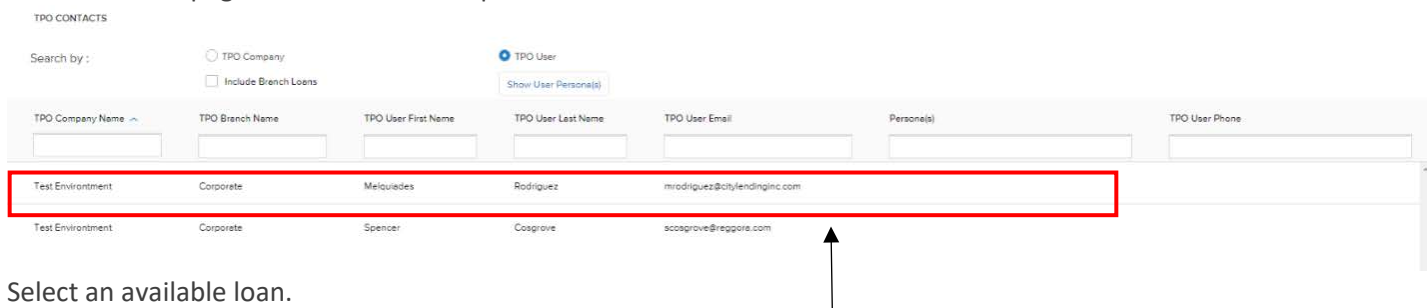 TPO CONTACTS
Search by :
TPO Company
TPO User
Include Branch Loans
Show User Persona(s)
TPO Company Name
TPO Branch Name
TPO User First Name
TPO User Last Name
TPO User Email
Persona(s)
TPO User Phone
Test Environtment Corporate Melquiades Rodriguez mrodriguez@citylendinginc.com
Test Environtment Corporate Spencer Cosgrove scosgrove@reggora.com
Select an available loan.